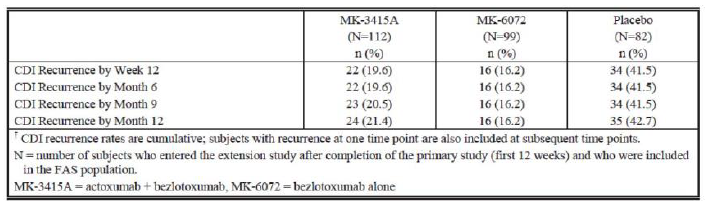 MK-3415A MK-6072 Placebo
(N=112) (N=99) (N=82)
n (%) n (%) n (%)
CDI Recurrence by Week 12 22 (19.6) 16 (16.2) 34 (41.5)
CDI Recurrence by Month 6 22 (19.6) 16 (16.2) 34 (41.5)
CDI Recurrence by Month 9 23 (20.5) 16 (16.2) 34 (41.5)
CDI Recurrence by Month 12 24 (21.4) 16 (16.2) 35 (42.7)
† CDI recurrence rates are cumulative; subjects with recurrence at one time point are also included at subsequent time points.
N = number of subjects who entered the extension study after completion of the primary study (first 12 weeks) and who were included
in the FAS population.
MK-3415A = actoxumab + bezlotoxumab, MK-6072 = bezlotoxumab alone